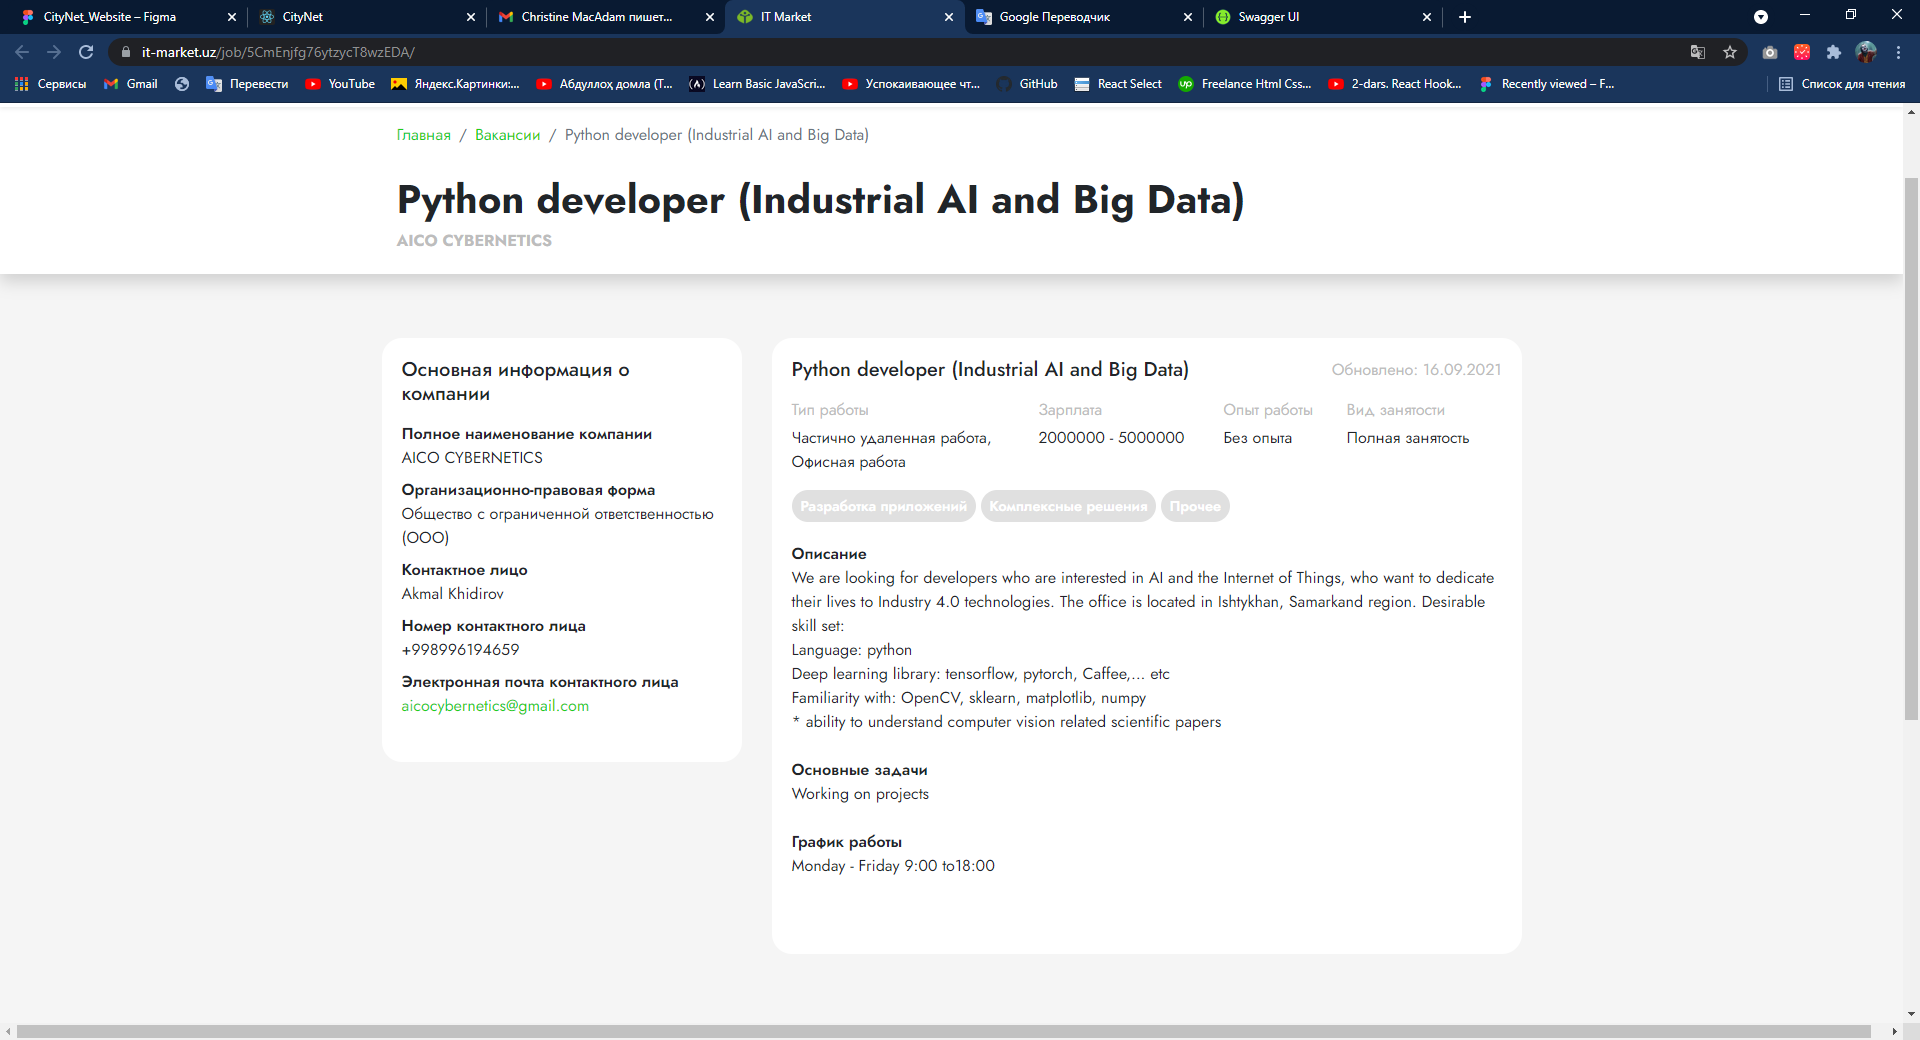 CityNet_Website – Figma
CityNet
Christine MacAdam пишет...
IT Market
Google Переводчик
Swagger UI
it-market.uz/job/5CmEnjfg76ytzycT8wzEDA/
Сервисы
Gmail
Перевести
YouTube
Яндекс.Картинки:...
Абдуллоҳ домла (Т...
Learn Basic JavaScri...
Успокаивающее чт...
GitHub
React Select
Freelance Html Css...
2-dars. React Hook...
Recently viewed – F...
Список для чтения
Главная / Вакансии / Python developer (Industrial AI and Big Data)
Python developer (Industrial AI and Big Data)
AICO CYBERNETICS
Основная информация о
компании
Полное наименование компании
AICO CYBERNETICS
Организационно-правовая форма
Общество с ограниченной ответственностью
(ООО)
Контактное лицо
Akmal Khidirov
Номер контактного лица
+998996194659
Электронная почта контактного лица
aicocybernetics@gmail.com
Python developer (Industrial AI and Big Data)
Обновлено: 16.09.2021
Тип работы
Частично удаленная работа,
Офисная работа
Зарплата
2000000 - 5000000
Опыт работы
Без опыта
Вид занятости
Полная занятость
Разработка приложений
Комплексные решения
Прочее
Описание
We are looking for developers who are interested in AI and the Internet of Things, who want to dedicate
their lives to Industry 4.0 technologies. The office is located in Ishtykhan, Samarkand region. Desirable
skill set:
Language: python
Deep learning library: tensorflow, pytorch, Caffee,... etc
Familiarity with: OpenCV, sklearn, matplotlib, numpy
* ability to understand computer vision related scientific papers
Основные задачи
Working on projects
График работы
Monday - Friday 9:00 to18:00